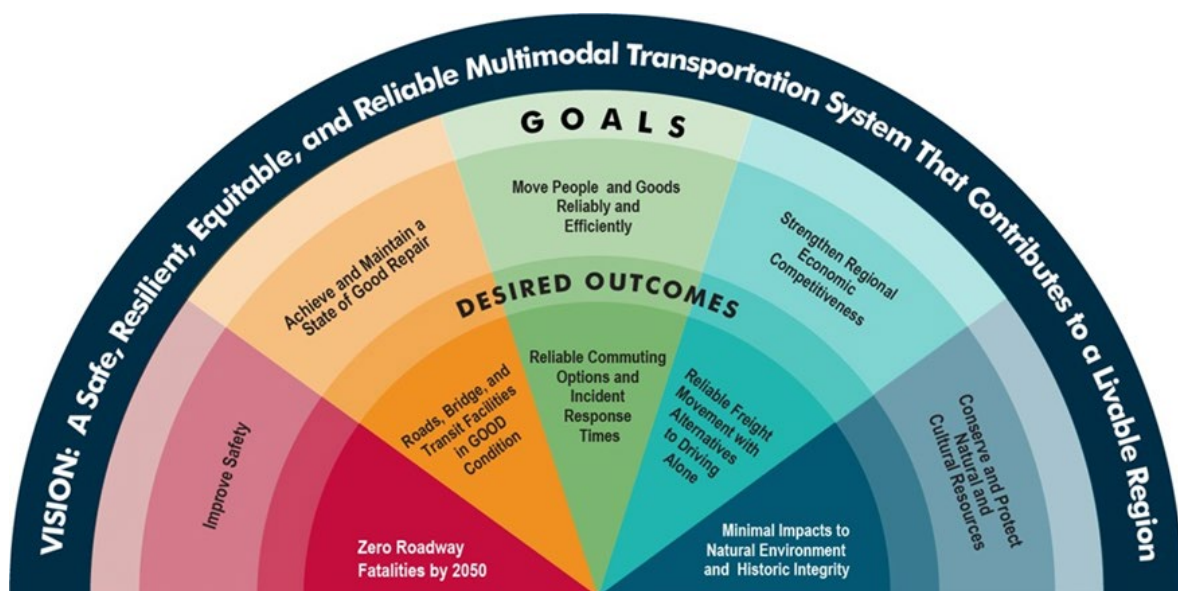 VISION: A Safe, Resilient, Equitable, and Reliable Multimodal Transportation System That Contributes to a Livable Region
GOALS
Improve Safety
Achieve and Maintain a
State of Good Repair
Move People and Goods
Reliably and
Efficiently
Strengthen Regional
Economic
Competitiveness
Conserve and Protect
Natural and
Cultural Resources
DESIRED OUTCOMES
Zero Roadway
Fatalities by 2050
Roads, Bridge, and
Transit Facilities
in GOOD
Condition
Reliable Commuting
Options and
Incident
Response
Times
Reliable Freight
Movement with
Alternatives
to Driving
Alone
Minimal Impacts to
Natural Environment
and Historic Integrity